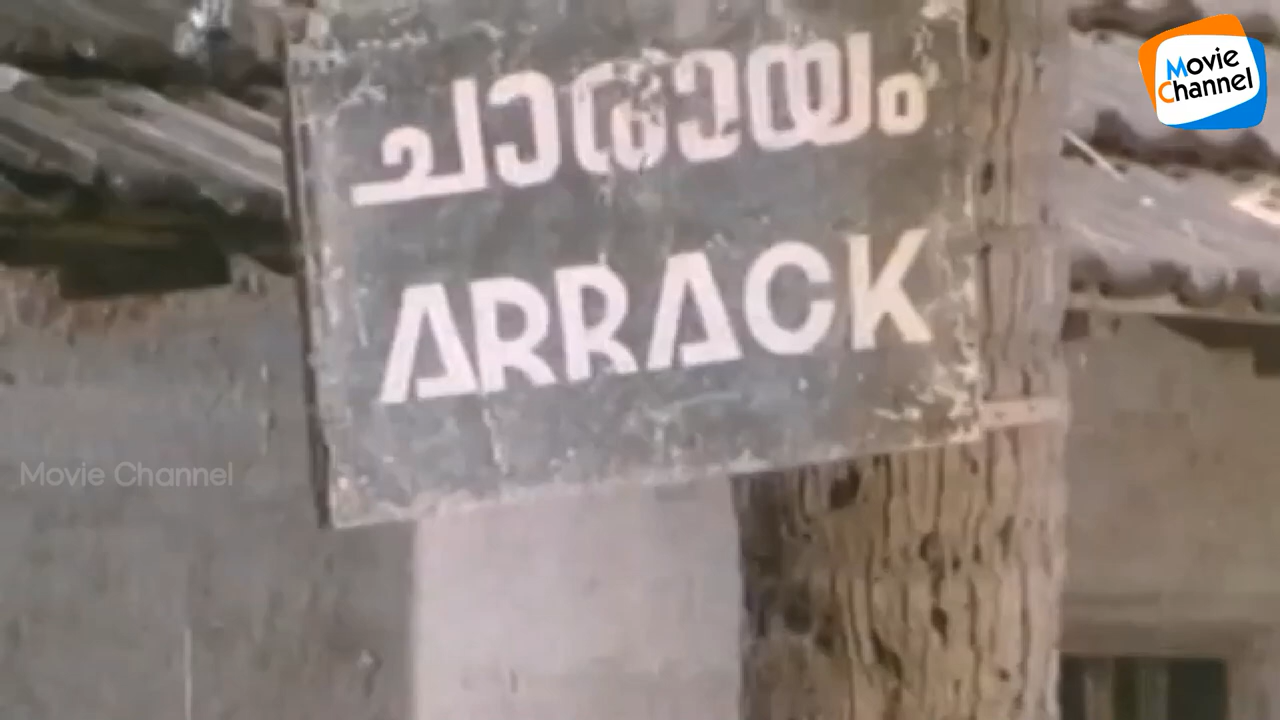 ചാരായം
ARRACK
Movie
Channel
Movie Channel